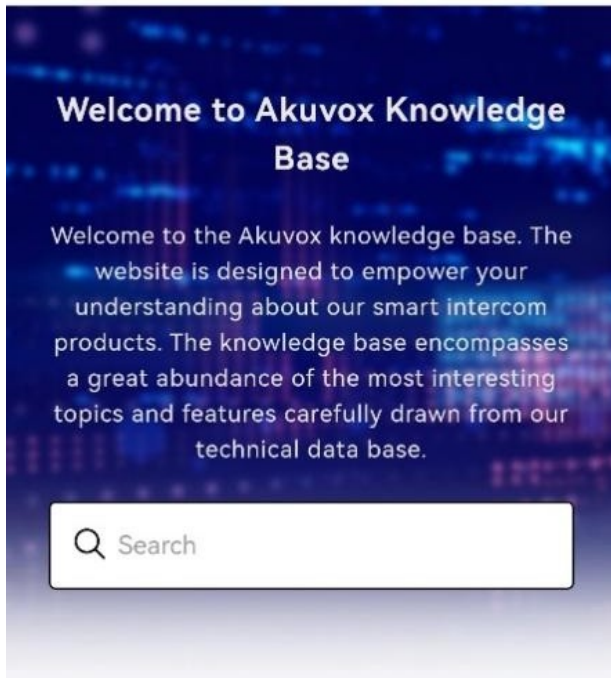 Welcome to Akuvox Knowledge
Base
Welcome to the Akuvox knowledge base. The
website is designed to empower your
understanding about our smart intercom
products. The knowledge base encompasses
a great abundance of the most interesting
topics and features carefully drawn from our
technical data base.
Search